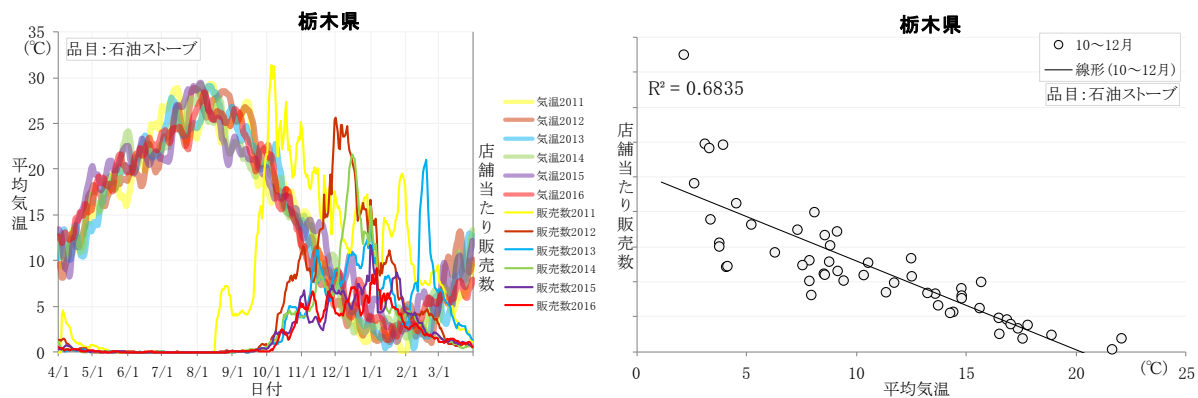 栃木県
35
(℃)
30
25
20
15
10
5
0
品目：石油ストーブ
平均気温
4/1 5/1 6/1 7/1 8/1 9/1 10/1 11/1 12/1 1/1 2/1 3/1
日付
店舗当たり販売数
気温2011
気温2012
気温2013
気温2014
気温2015
気温2016
販売数2011
販売数2012
販売数2013
販売数2014
販売数2015
販売数2016
栃木県
10～12月
線形 (10～12月)
品目：石油ストーブ
R² = 0.6835
店舗当たり販売数
0 5 10 15 20 25
(℃)
平均気温